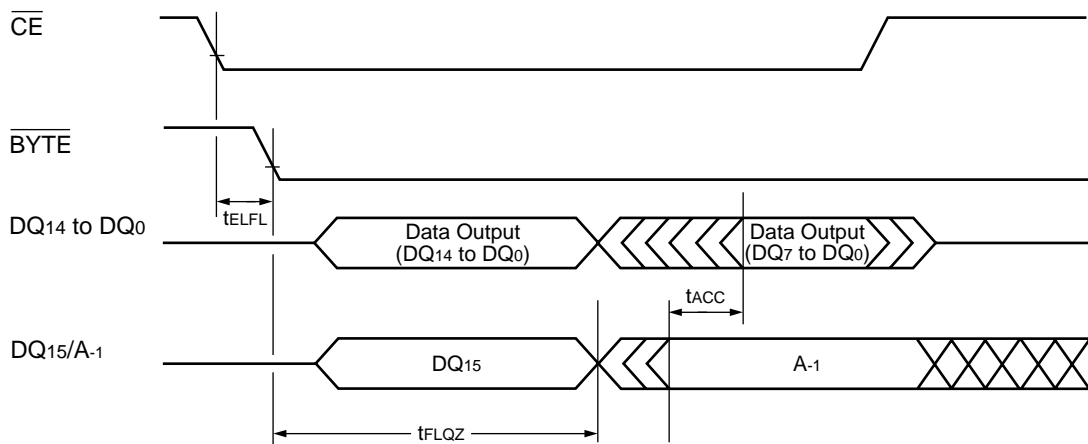 CE
BYTE
tELFL
DQ14 to DQ0
Data Output
(DQ14 to DQ0)
Data Output
(DQ7 to DQ0)
tACC
DQ15/A-1
DQ15
A-1
tFLQZ